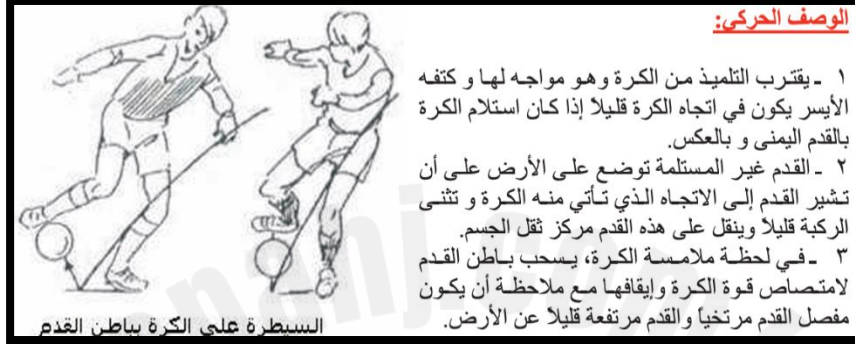 الوصف الحركي:
١ - يقترب التلميذ من الكرة وهو مواجه لها و كتفه
الأيسر يكون في اتجاه الكرة قليلاً إذا كان استلام الكرة
بالقدم اليمنى و بالعكس.
٢ - القدم غير المستلمة توضع على الأرض على أن
تشير القدم إلى الاتجاه الذي تأتي منه الكرة و تثنى
الركبة قليلاً وينقل على هذه القدم مركز ثقل الجسم.
٣ - في لحظة ملامسة الكرة، يسحب باطن القدم
لامتصاص قوة الكرة وإيقافها مع ملاحظة أن يكون
مفصل القدم مرتخياً والقدم مرتفعة قليلاً عن الأرض.
السيطرة على الكرة بباطن القدم